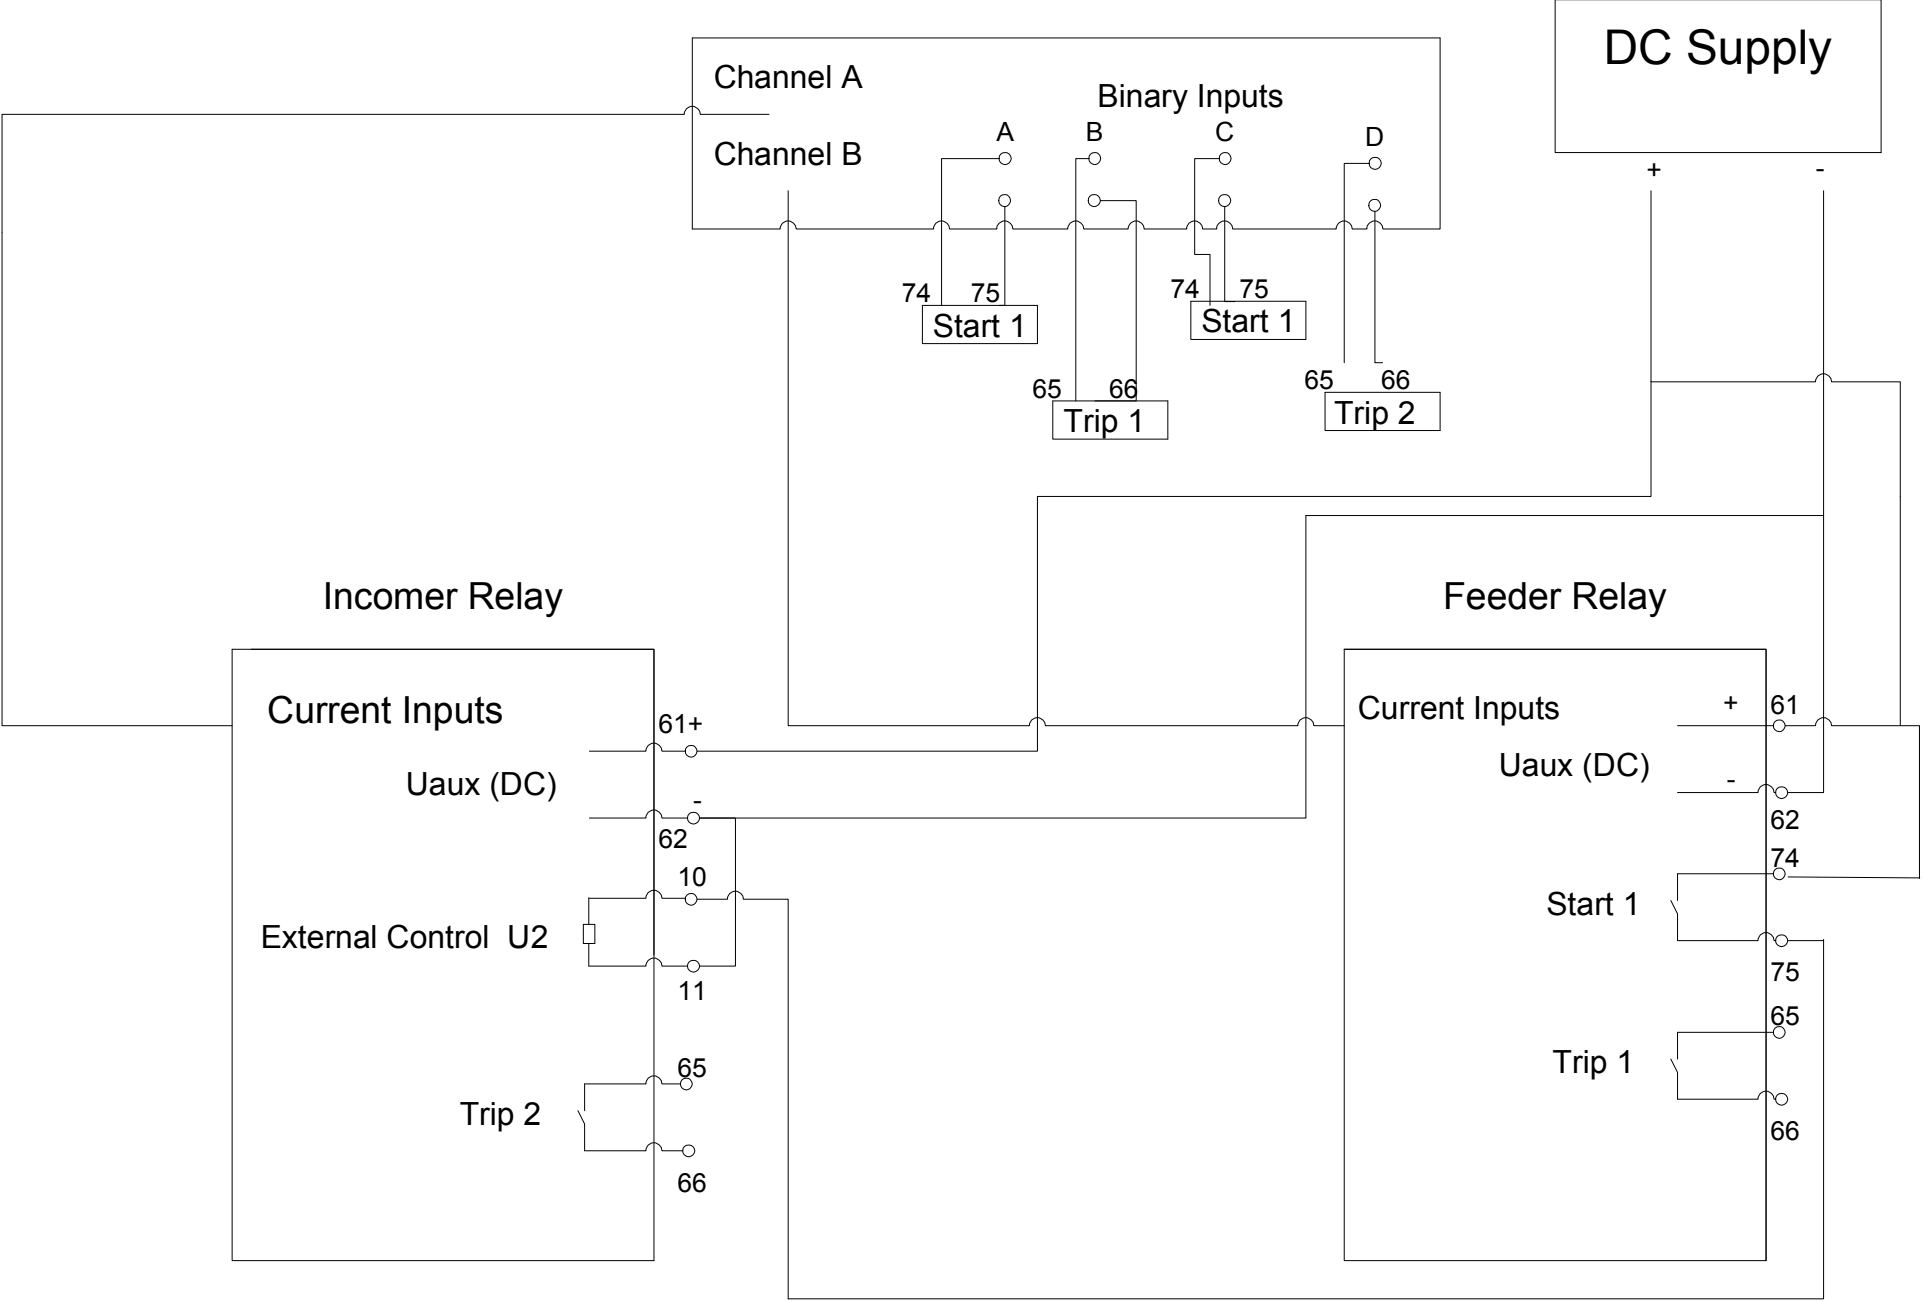 DC Supply
+ -
Channel A
Binary Inputs
A B C D
Channel B
74 75
Start 1
74 75
Start 1
65 66
Trip 1
65 66
Trip 2
Incomer Relay
Current Inputs
61+
Uaux (DC)
-
62
10
External Control U2
11
65
Trip 2
66
Feeder Relay
Current Inputs
+ 61
Uaux (DC)
-
62
74
Start 1
75
65
Trip 1
66